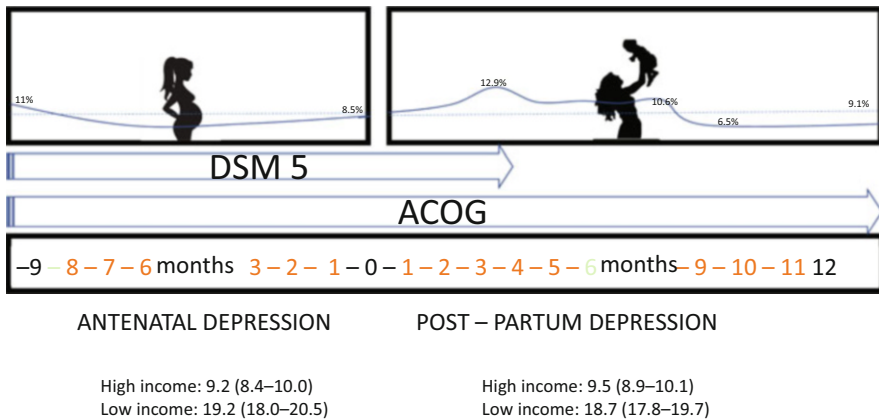 11%
8.5%
12.9%
10.6%
6.5%
9.1%
DSM 5
ACOG
–9 – 8 – 7 – 6 months 3 – 2 – 1 – 0 – 1 – 2 – 3 – 4 – 5 – 6 months – 9 – 10 – 11 12
ANTENATAL DEPRESSION POST – PARTUM DEPRESSION
High income: 9.2 (8.4–10.0) High income: 9.5 (8.9–10.1)
Low income: 19.2 (18.0–20.5) Low income: 18.7 (17.8–19.7)